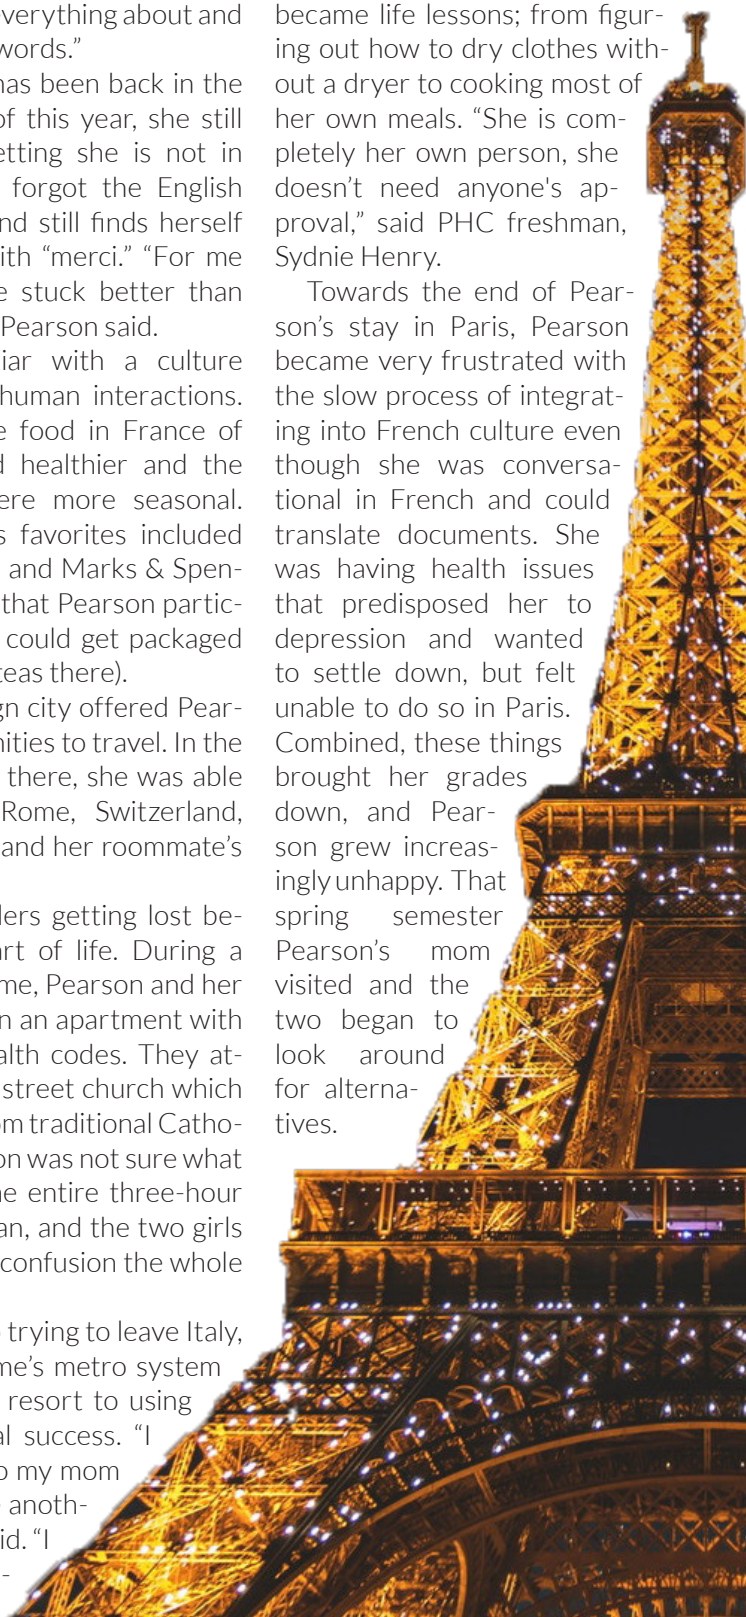 verything about and
words.”
has been back in the
of this year, she still
etting she is not in
forgot the English
nd still finds herself
ith “merci.” “For me
e stuck better than
Pearson said.
iar with a culture
human interactions.
e food in France of
d healthier and the
ere more seasonal.
s favorites included
and Marks & Spen-
that Pearson partic-
could get packaged
teas there).
gn city offered Pear-
nities to travel. In the
there, she was able
Rome, Switzerland,
and her roommate’s
lers getting lost be-
art of life. During a
me, Pearson and her
n an apartment with
alth codes. They at-
street church which
om traditional Catho-
on was not sure what
he entire three-hour
an, and the two girls
confusion the whole
trying to leave Italy,
me’s metro system
resort to using
al success. “I
o my mom
e anoth-
id. “I
-
became life lessons; from figur-
ing out how to dry clothes with-
out a dryer to cooking most of
her own meals. “She is com-
pletely her own person, she
doesn’t need anyone's ap-
proval,” said PHC freshman,
Sydnie Henry.
Towards the end of Pear-
son’s stay in Paris, Pearson
became very frustrated with
the slow process of integrat-
ing into French culture even
though she was conversa-
tional in French and could
translate documents. She
was having health issues
that predisposed her to
depression and wanted
to settle down, but felt
unable to do so in Paris.
Combined, these things
brought her grades
down, and Pear-
son grew increas-
ingly unhappy. That
spring semester
Pearson’s mom
visited and the
two began to
look around
for alterna-
tives.